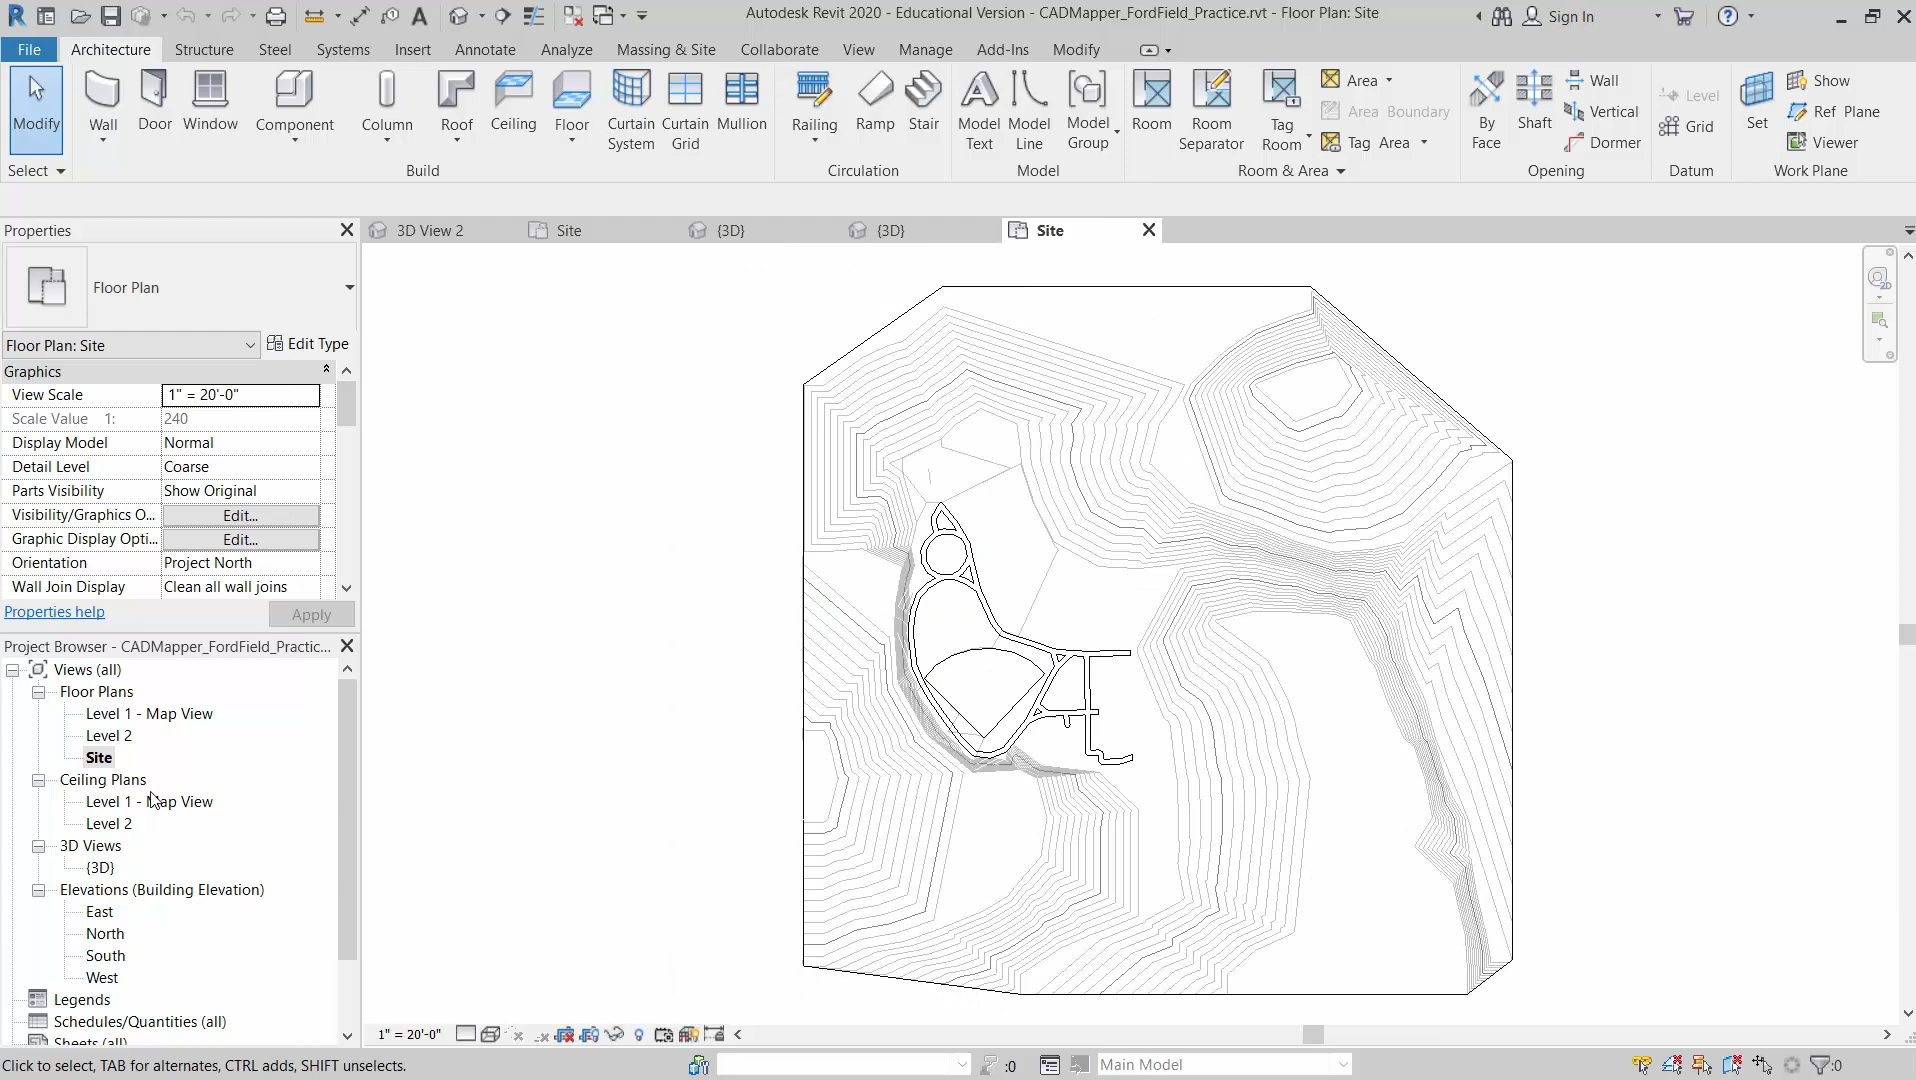 Autodesk Revit 2020 - Educational Version - CADMapper_FordField_Practice.rvt - Floor Plan: Site
Sign In
File Architecture Structure Steel Systems Insert Annotate Analyze Massing & Site Collaborate View Manage Add-Ins Modify
Modify
Wall
Door
Window
Component
Column
Roof
Ceiling
Floor
Curtain System
Curtain Grid
Mullion
Railing
Ramp
Stair
Model Text
Model Line
Model Group
Room
Room Separator
Tag Room
Area
Area Boundary
Tag Area
By Face
Shaft
Wall
Vertical
Dormer
Level
Grid
Set
Show
Ref Plane
Viewer
Select
Build
Circulation
Model
Room & Area
Opening
Datum
Work Plane
Properties
3D View 2
Site
{3D}
{3D}
Site
Floor Plan
Floor Plan: Site
Edit Type
Graphics
View Scale 1" = 20'-0"
Scale Value 1: 240
Display Model Normal
Detail Level Coarse
Parts Visibility Show Original
Visibility/Graphics O... Edit...
Graphic Display Opti... Edit...
Orientation Project North
Wall Join Display Clean all wall joins
Properties help Apply
Project Browser - CADMapper_FordField_Practic...
Views (all)
Floor Plans
Level 1 - Map View
Level 2
Site
Ceiling Plans
Level 1 - Map View
Level 2
3D Views
{3D}
Elevations (Building Elevation)
East
North
South
West
Legends
Schedules/Quantities (all)
Sheets (all)
1" = 20'-0"
Click to select, TAB for alternates, CTRL adds, SHIFT unselects.
:0
Main Model
:0